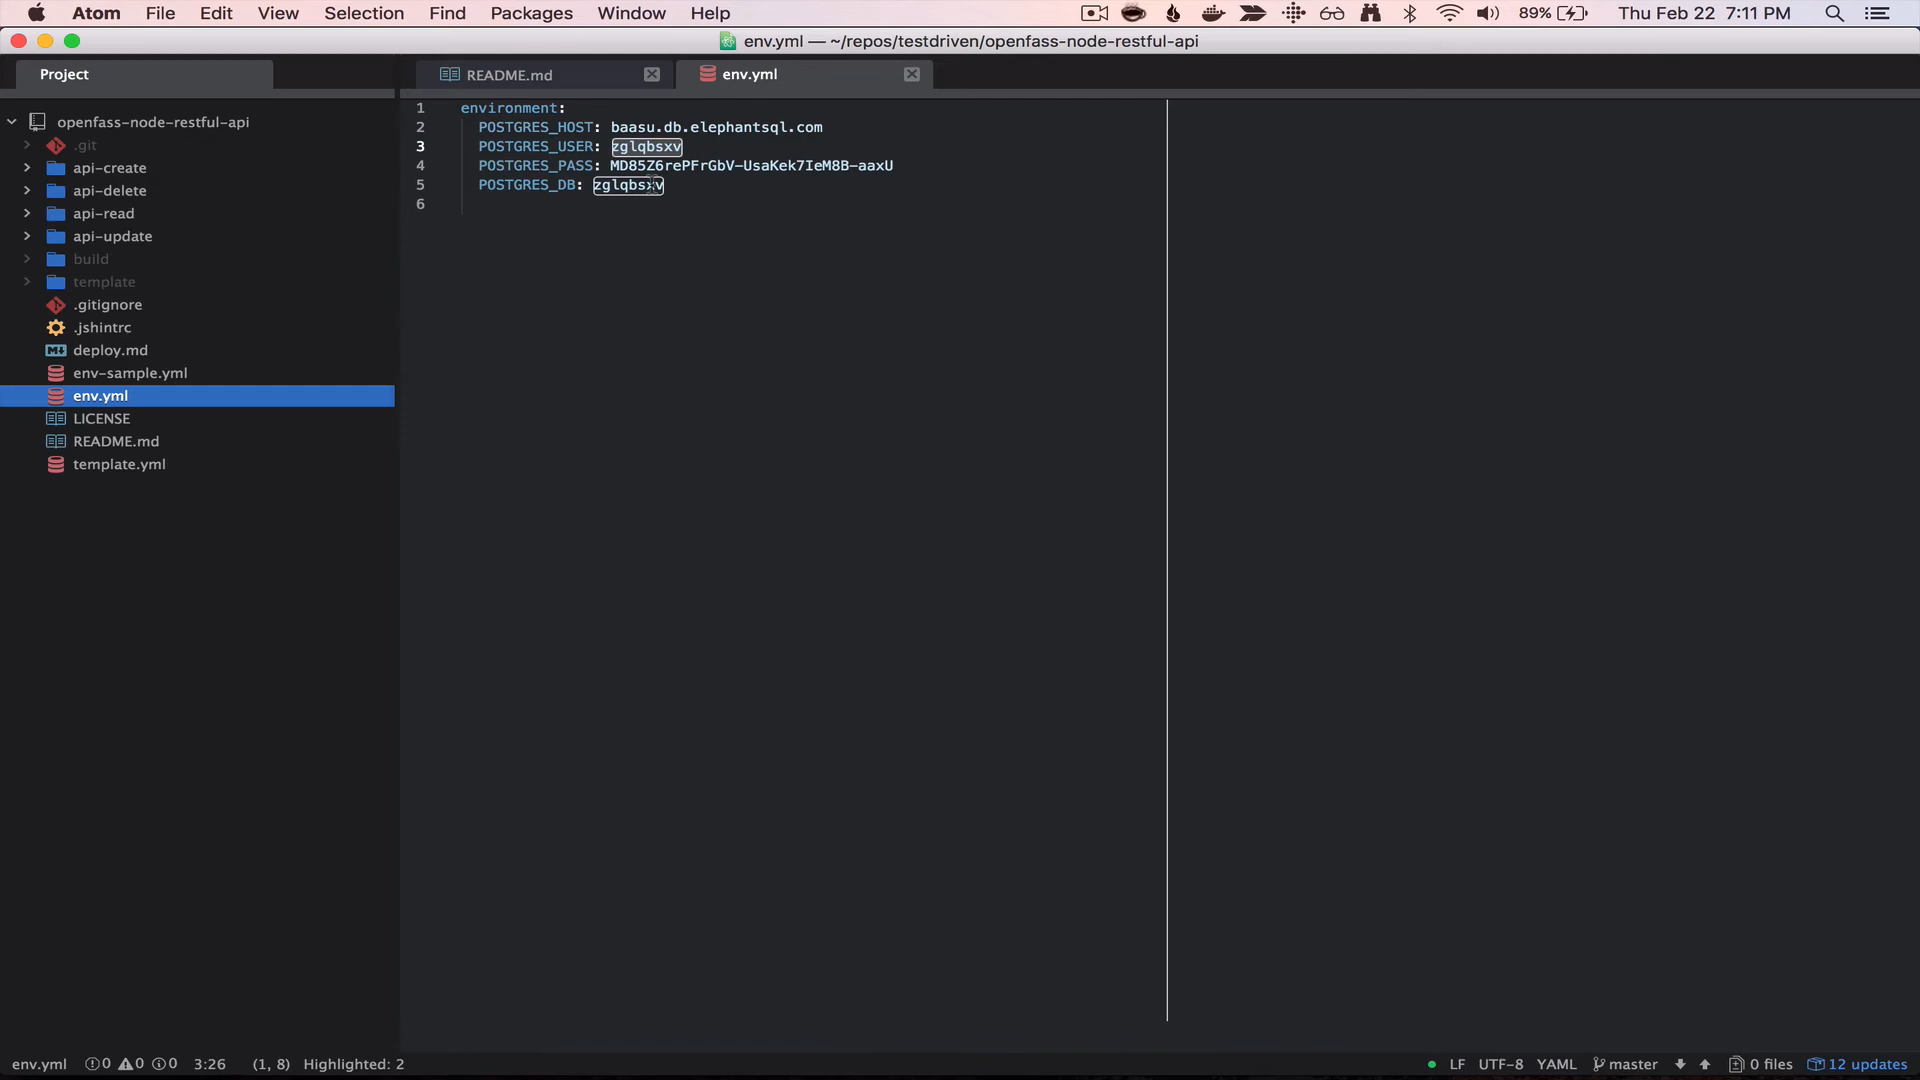 Atom File Edit View Selection Find Packages Window Help 89% Thu Feb 22 7:11 PM
env.yml — ~/repos/testdriven/openfass-node-restful-api
Project
README.md
env.yml
openfass-node-restful-api
.git
api-create
api-delete
api-read
api-update
build
template
.gitignore
.jshintrc
deploy.md
env-sample.yml
env.yml
LICENSE
README.md
template.yml
1 environment:
2 POSTGRES_HOST: baasu.db.elephantsql.com
3 POSTGRES_USER: zglqbsxv
4 POSTGRES_PASS: MD85Z6rePFrGbV-UsaKek7IeM8B-aaxU
5 POSTGRES_DB: zglqbsxv
6
env.yml 0 0 0 3:26 (1, 8) Highlighted: 2 LF UTF-8 YAML master 0 files 12 updates